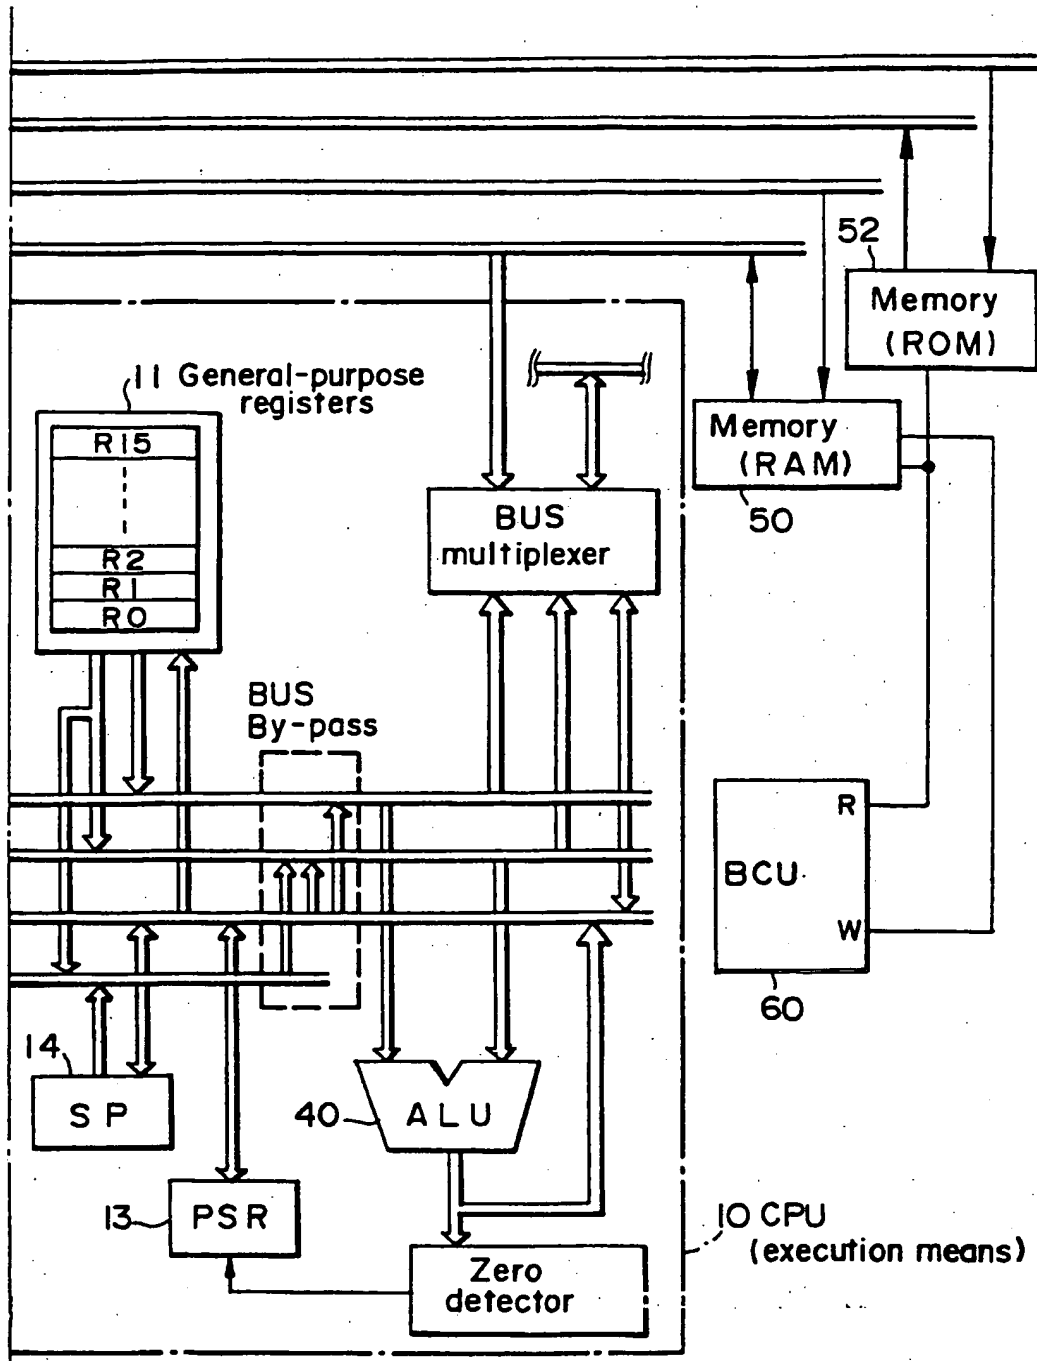 52
Memory
(ROM)
11 General-purpose
registers
R15
R2
R1
R0
Memory
(RAM)
50
BUS
multiplexer
BUS
By-pass
R
BCU
W
60
14
SP
40
ALU
13
PSR
10 CPU
(execution means)
Zero
detector